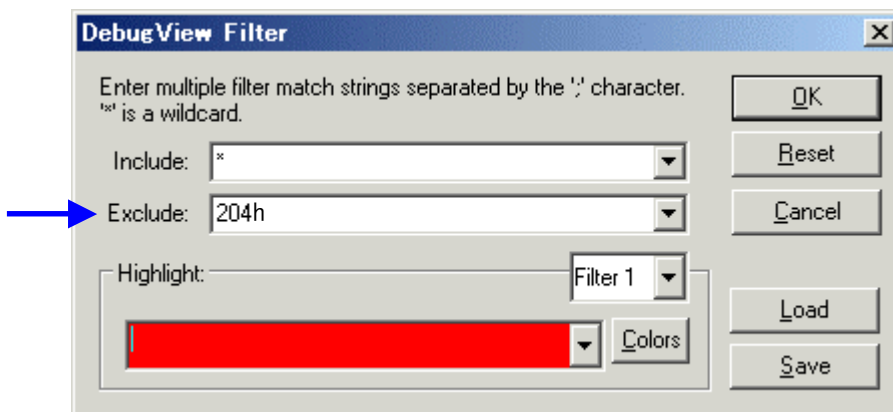 DebugView Filter
Enter multiple filter match strings separated by the ';' character.
'*' is a wildcard.
OK
Include: *
Reset
Exclude: 204h
Cancel
Highlight: Filter 1
Load
Colors
Save